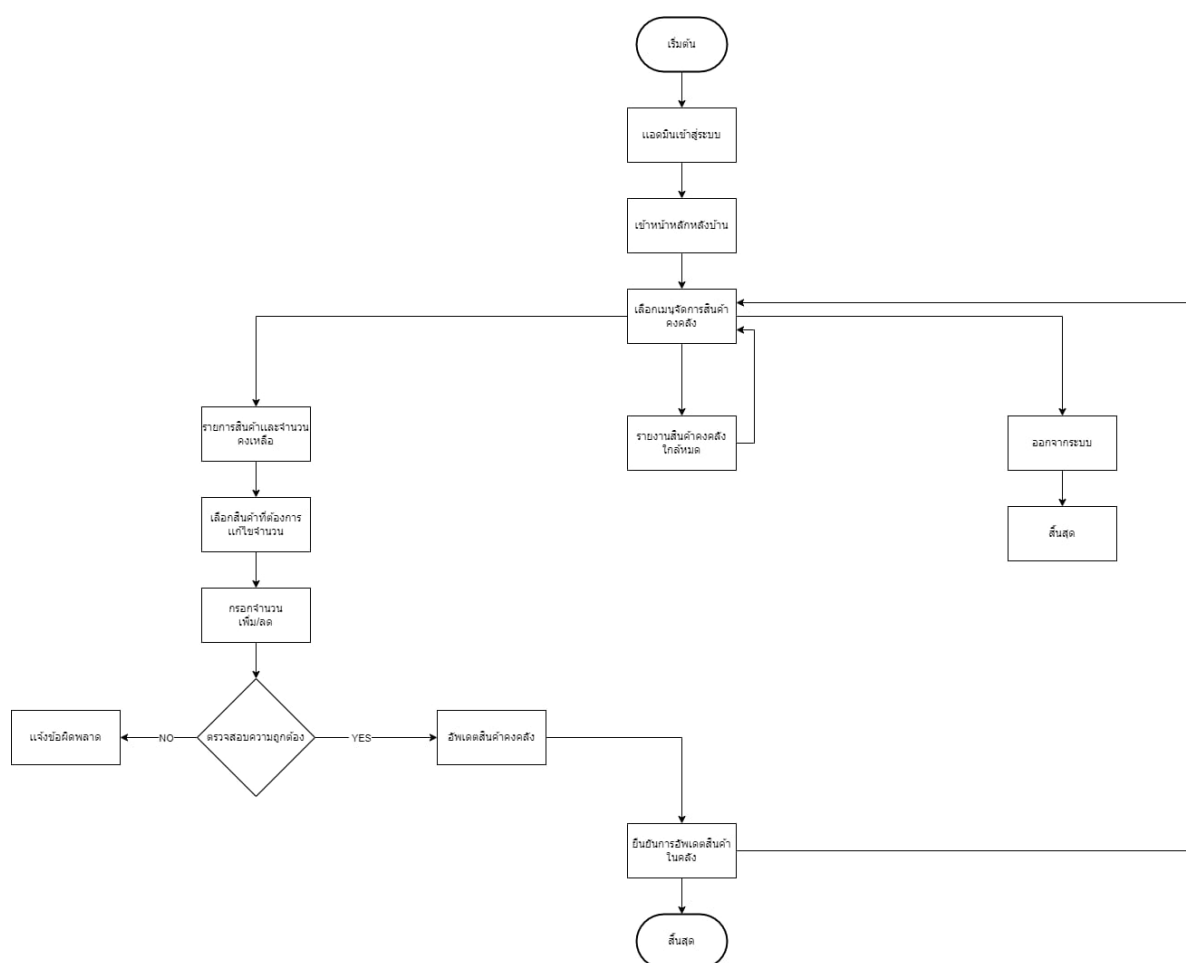 เริ่มต้น
แอดมินเข้าสู่ระบบ
เข้าหน้าหลักหลังบ้าน
เลือกเมนูจัดการสินค้า
คงคลัง
รายการสินค้าและจำนวน
คงเหลือ
รายงานสินค้าคงคลัง
ใกล้หมด
ออกจากระบบ
เลือกสินค้าที่ต้องการ
แก้ไขจำนวน
สิ้นสุด
กรอกจำนวน
เพิ่ม/ลด
แจ้งข้อผิดพลาด
NO
ตรวจสอบความถูกต้อง
YES
อัพเดตสินค้าคงคลัง
ยืนยันการอัพเดตสินค้า
ในคลัง
สิ้นสุด